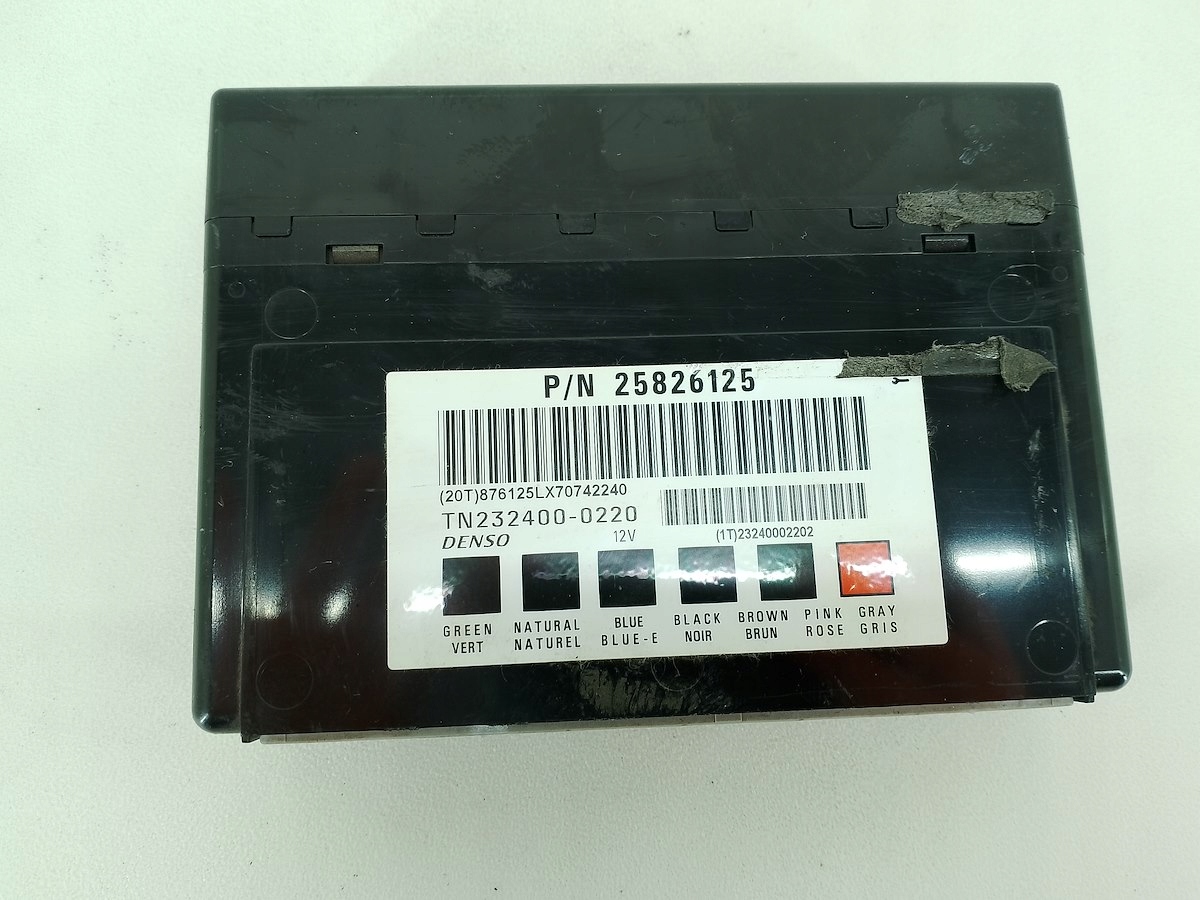 P/N 25826125
(20T)876125LX70742240
TN232400-0220
DENSO 12V (1T)23240002202
GREEN NATURAL BLUE BLACK BROWN PINK GRAY
VERT NATUREL BLUE-E NOIR BRUN ROSE GRIS